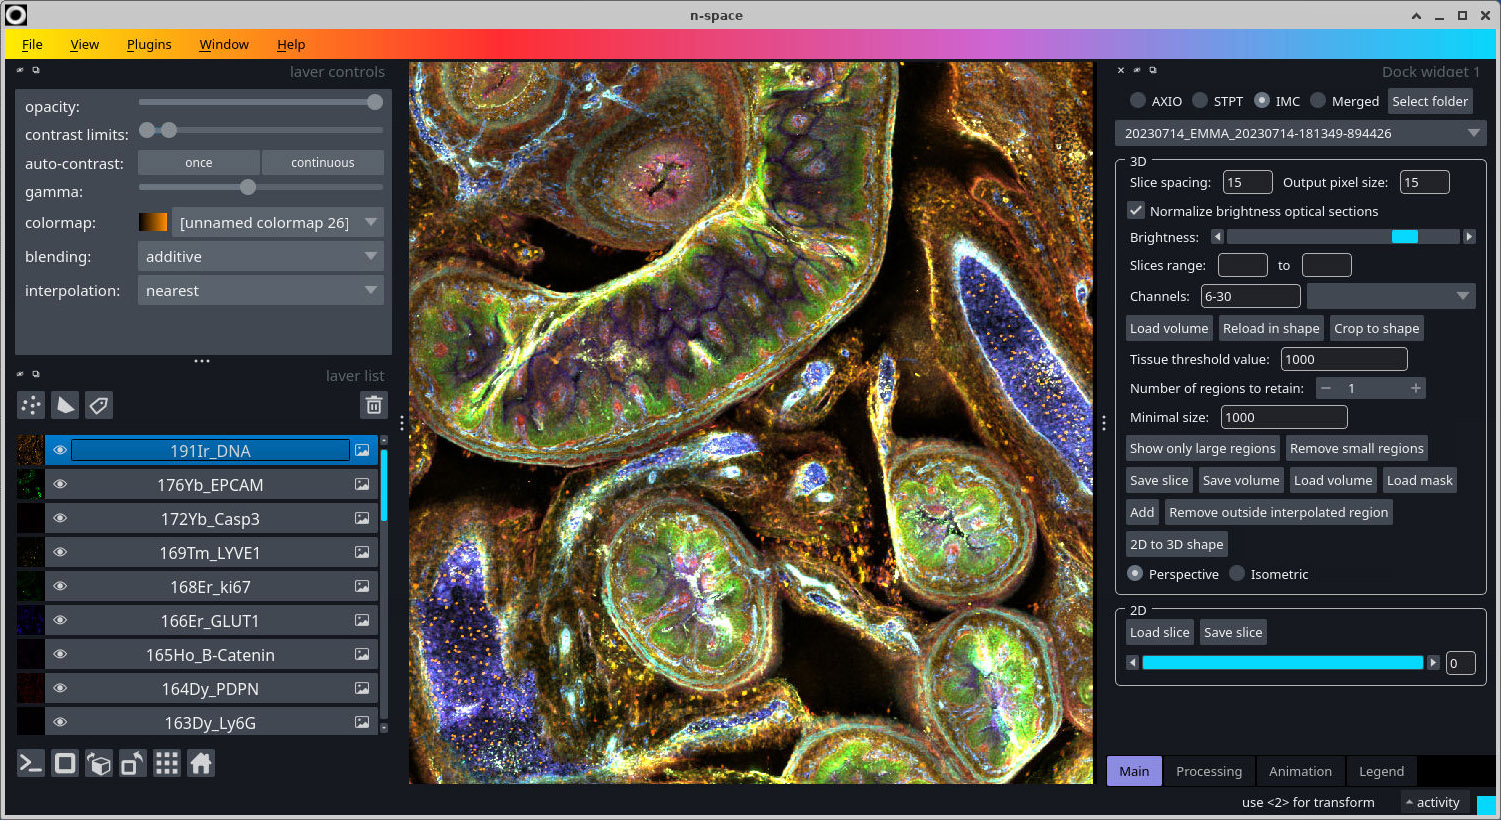 n-space
File View Plugins Window Help
layer controls
opacity:
contrast limits:
auto-contrast: once continuous
gamma:
colormap: [unnamed colormap 26]
blending: additive
interpolation: nearest
layer list
191Ir_DNA
176Yb_EPCAM
172Yb_Casp3
169Tm_LYVE1
168Er_ki67
166Er_GLUT1
165Ho_B-Catenin
164Dy_PDPN
163Dy_Ly6G
Dock widget 1
AXIO STPT IMC Merged Select folder
20230714_EMMA_20230714-181349-894426
3D
Slice spacing: 15 Output pixel size: 15
Normalize brightness optical sections
Brightness:
Slices range: to
Channels: 6-30
Load volume Reload in shape Crop to shape
Tissue threshold value: 1000
Number of regions to retain: − 1 +
Minimal size: 1000
Show only large regions Remove small regions
Save slice Save volume Load volume Load mask
Add Remove outside interpolated region
2D to 3D shape
Perspective Isometric
2D
Load slice Save slice
0
Main Processing Animation Legend
use <2> for transform activity